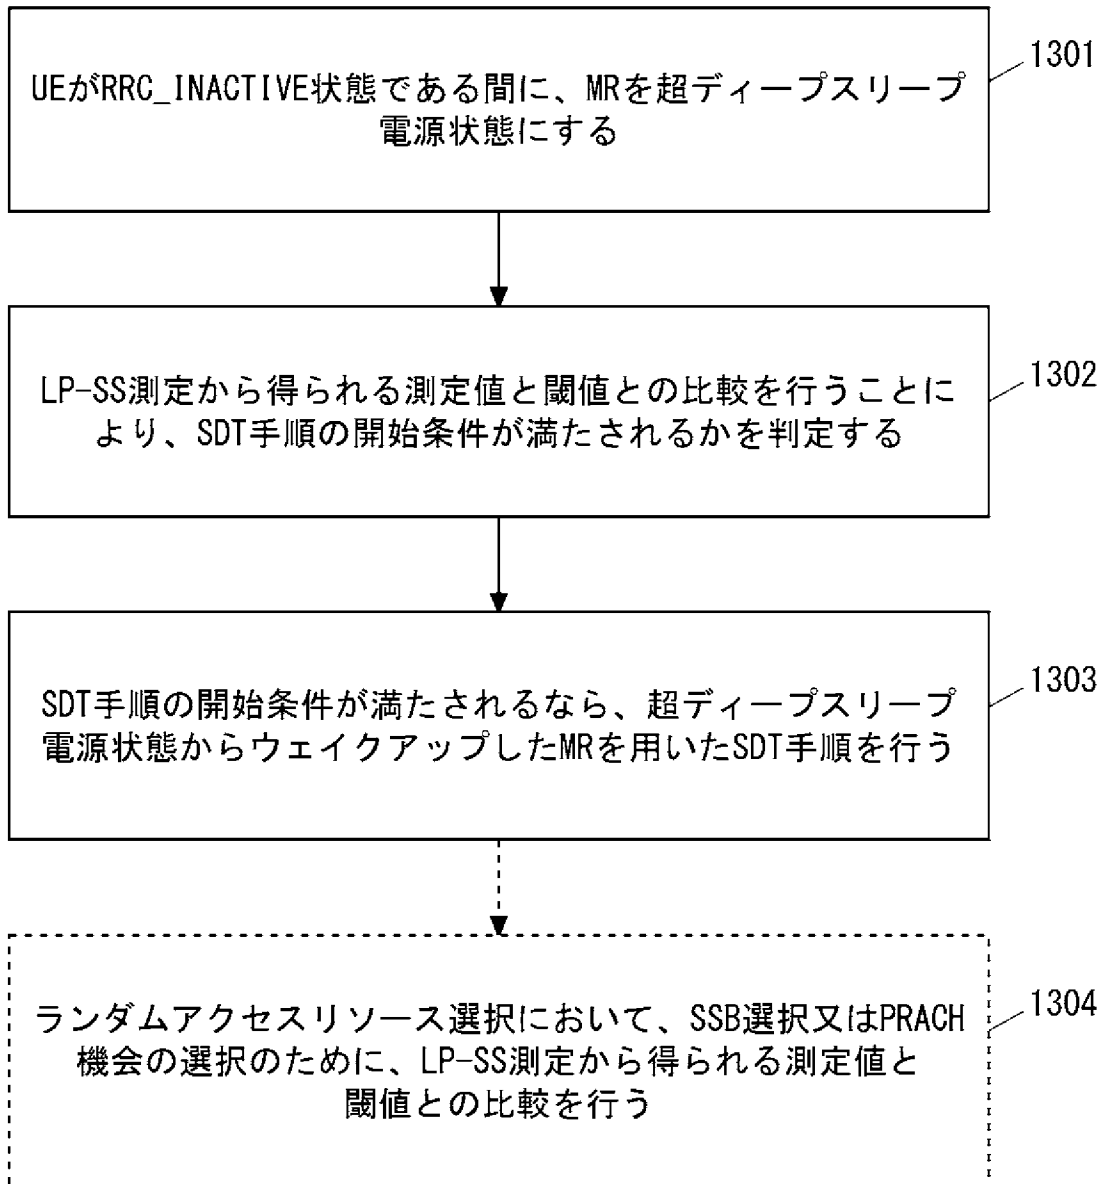 UEがRRC_INACTIVE状態である間に、MRを超ディープスリープ
電源状態にする
1301
LP-SS測定から得られる測定値と閾値との比較を行うことに
より、SDT手順の開始条件が満たされるかを判定する
1302
SDT手順の開始条件が満たされるなら、超ディープスリープ
電源状態からウェイクアップしたMRを用いたSDT手順を行う
1303
ランダムアクセスリソース選択において、SSB選択又はPRACH
機会の選択のために、LP-SS測定から得られる測定値と
閾値との比較を行う
1304